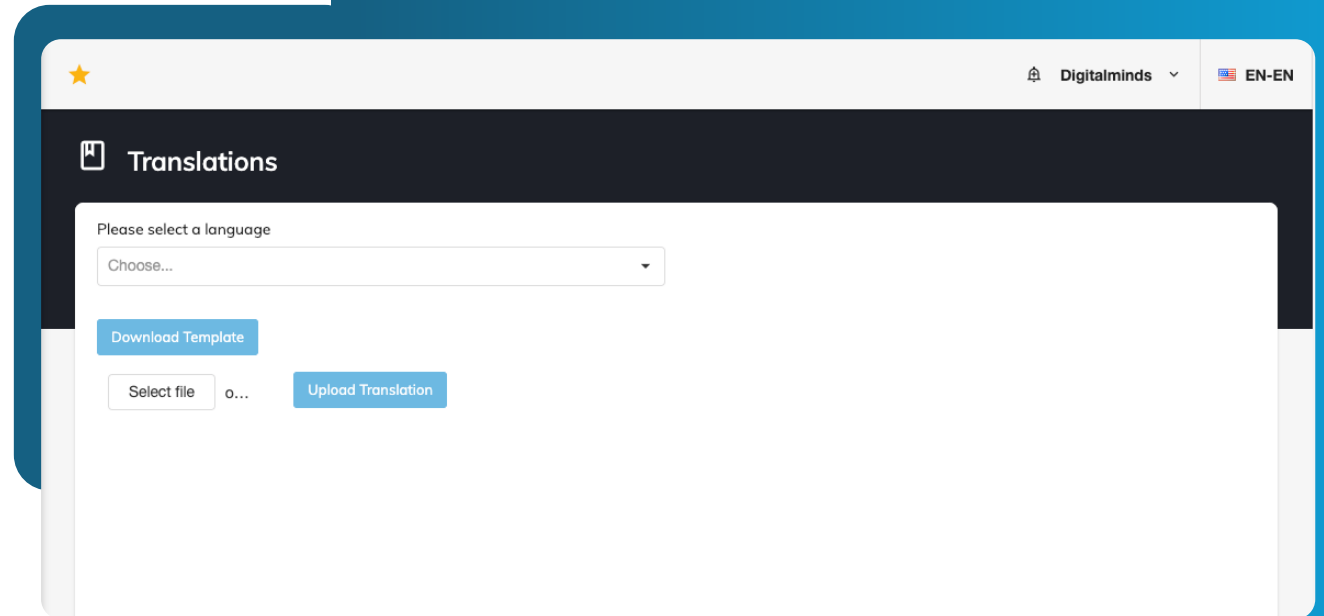 Digitalminds
EN-EN
Translations
Please select a language
Choose...
Download Template
Select file
o...
Upload Translation